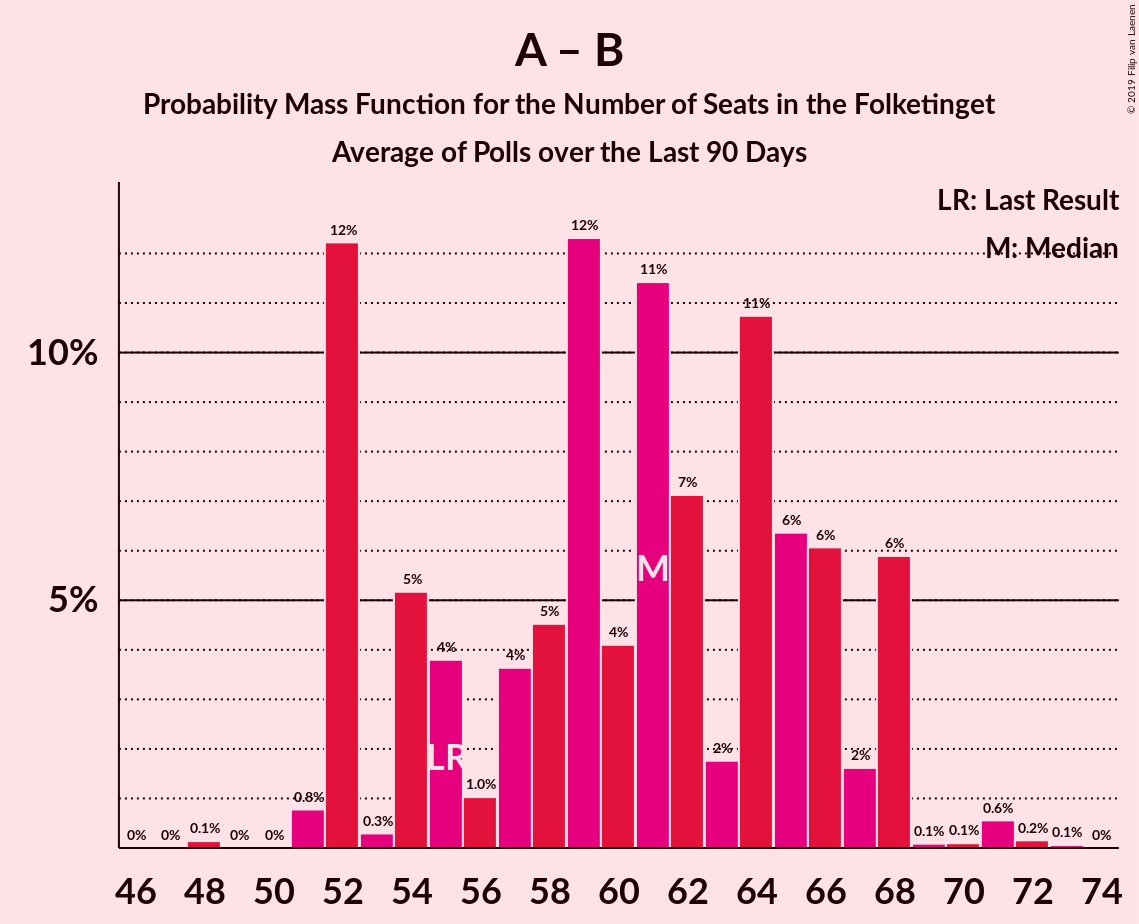 A – B
Probability Mass Function for the Number of Seats in the Folketinget
Average of Polls over the Last 90 Days
© 2019 Filip van Laenen
LR: Last Result
M: Median
10%
5%
0% 0% 0.1% 0% 0% 0.8% 12% 0.3% 5% 4% 1.0% 4% 5% 12% 4% 11% 7% 2% 11% 6% 6% 2% 6% 0.1% 0.1% 0.6% 0.2% 0.1% 0%
M
LR
46 48 50 52 54 56 58 60 62 64 66 68 70 72 74